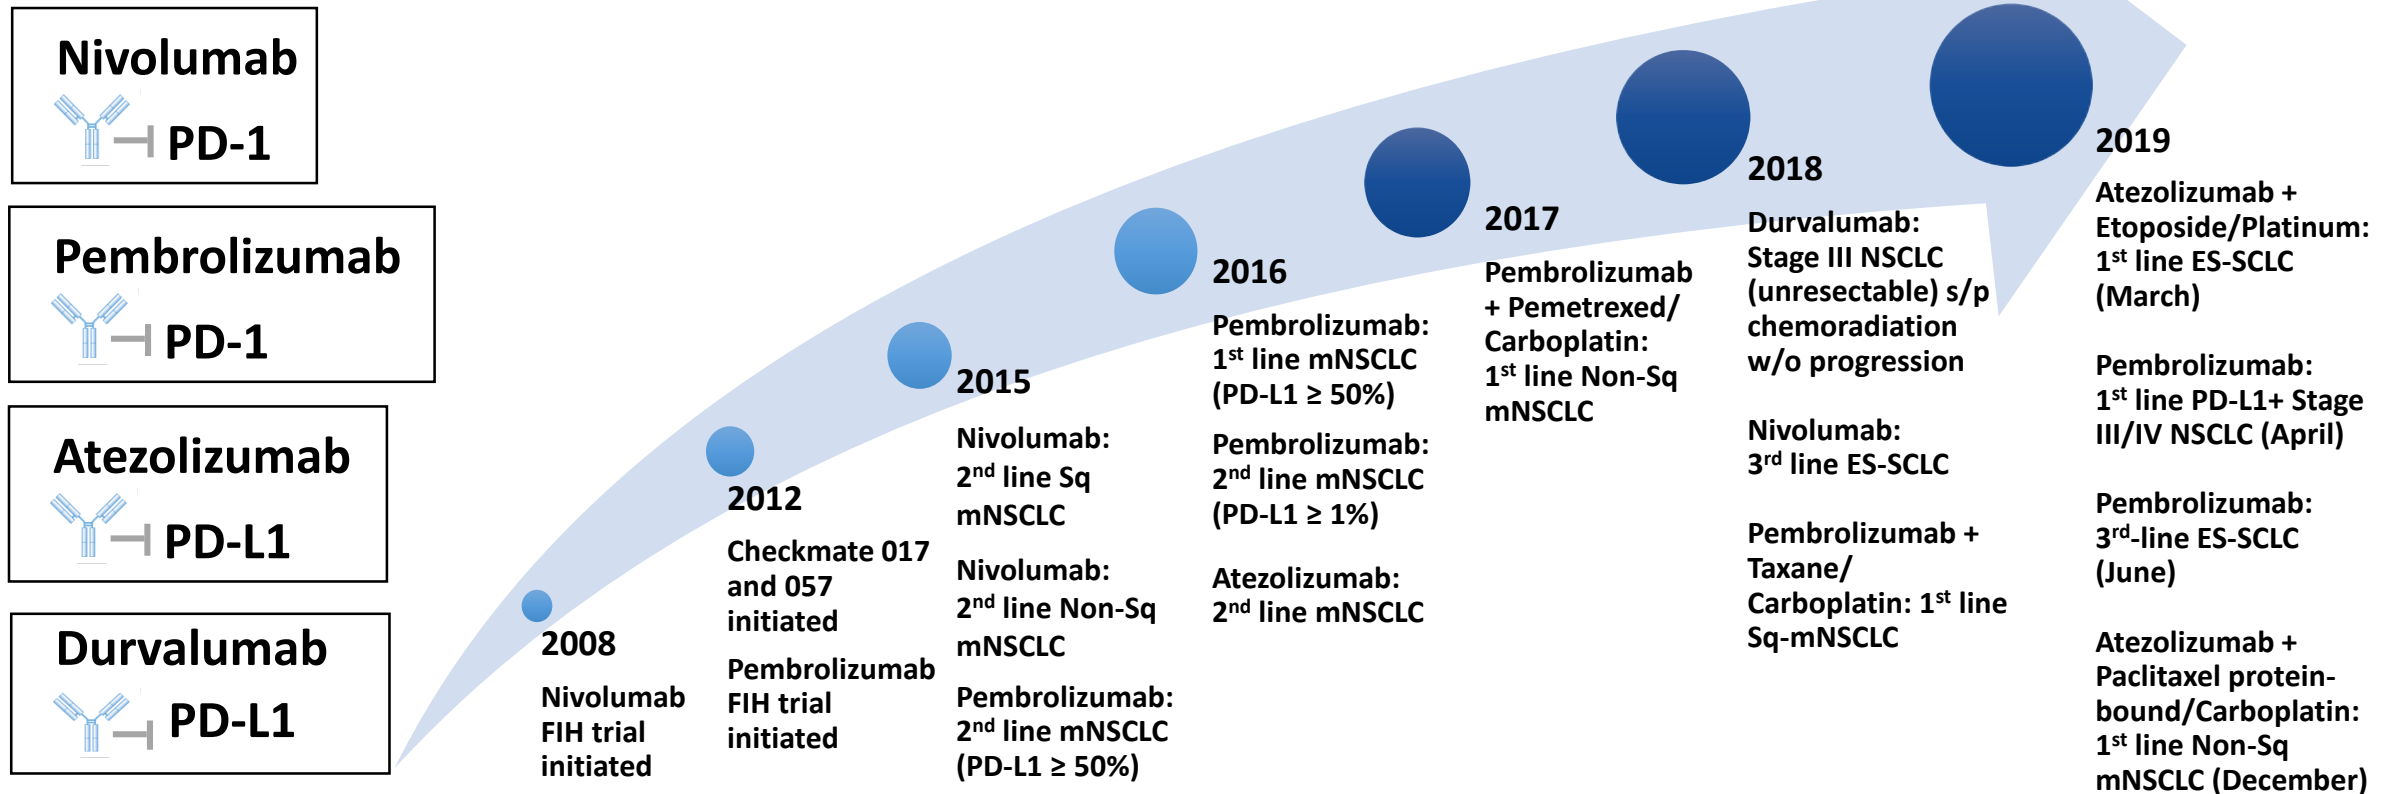 Nivolumab
PD-1
Pembrolizumab
PD-1
Atezolizumab
PD-L1
Durvalumab
PD-L1
2008
Nivolumab
FIH trial
initiated
2012
Checkmate 017
and 057
initiated
Pembrolizumab
FIH trial
initiated
2015
Nivolumab:
2nd line Sq
mNSCLC
Nivolumab:
2nd line Non-Sq
mNSCLC
Pembrolizumab:
2nd line mNSCLC
(PD-L1 ≥ 50%)
2016
Pembrolizumab:
1st line mNSCLC
(PD-L1 ≥ 50%)
Pembrolizumab:
2nd line mNSCLC
(PD-L1 ≥ 1%)
Atezolizumab:
2nd line mNSCLC
2017
Pembrolizumab
+ Pemetrexed/
Carboplatin:
1st line Non-Sq
mNSCLC
2018
Durvalumab:
Stage III NSCLC
(unresectable) s/p
chemoradiation
w/o progression
Nivolumab:
3rd line ES-SCLC
Pembrolizumab +
Taxane/
Carboplatin: 1st line
Sq-mNSCLC
2019
Atezolizumab +
Etoposide/Platinum:
1st line ES-SCLC
(March)
Pembrolizumab:
1st line PD-L1+ Stage
III/IV NSCLC (April)
Pembrolizumab:
3rd-line ES-SCLC
(June)
Atezolizumab +
Paclitaxel protein-
bound/Carboplatin:
1st line Non-Sq
mNSCLC (December)